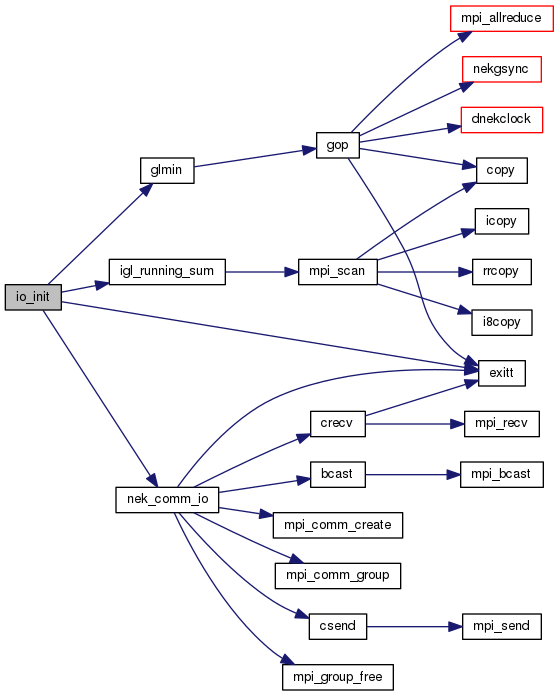 mpi_allreduce
nekgsync
dnekclock
gop
glmin
copy
icopy
igl_running_sum
mpi_scan
rrcopy
io_init
i8copy
exitt
crecv
mpi_recv
bcast
mpi_bcast
nek_comm_io
mpi_comm_create
mpi_comm_group
csend
mpi_send
mpi_group_free